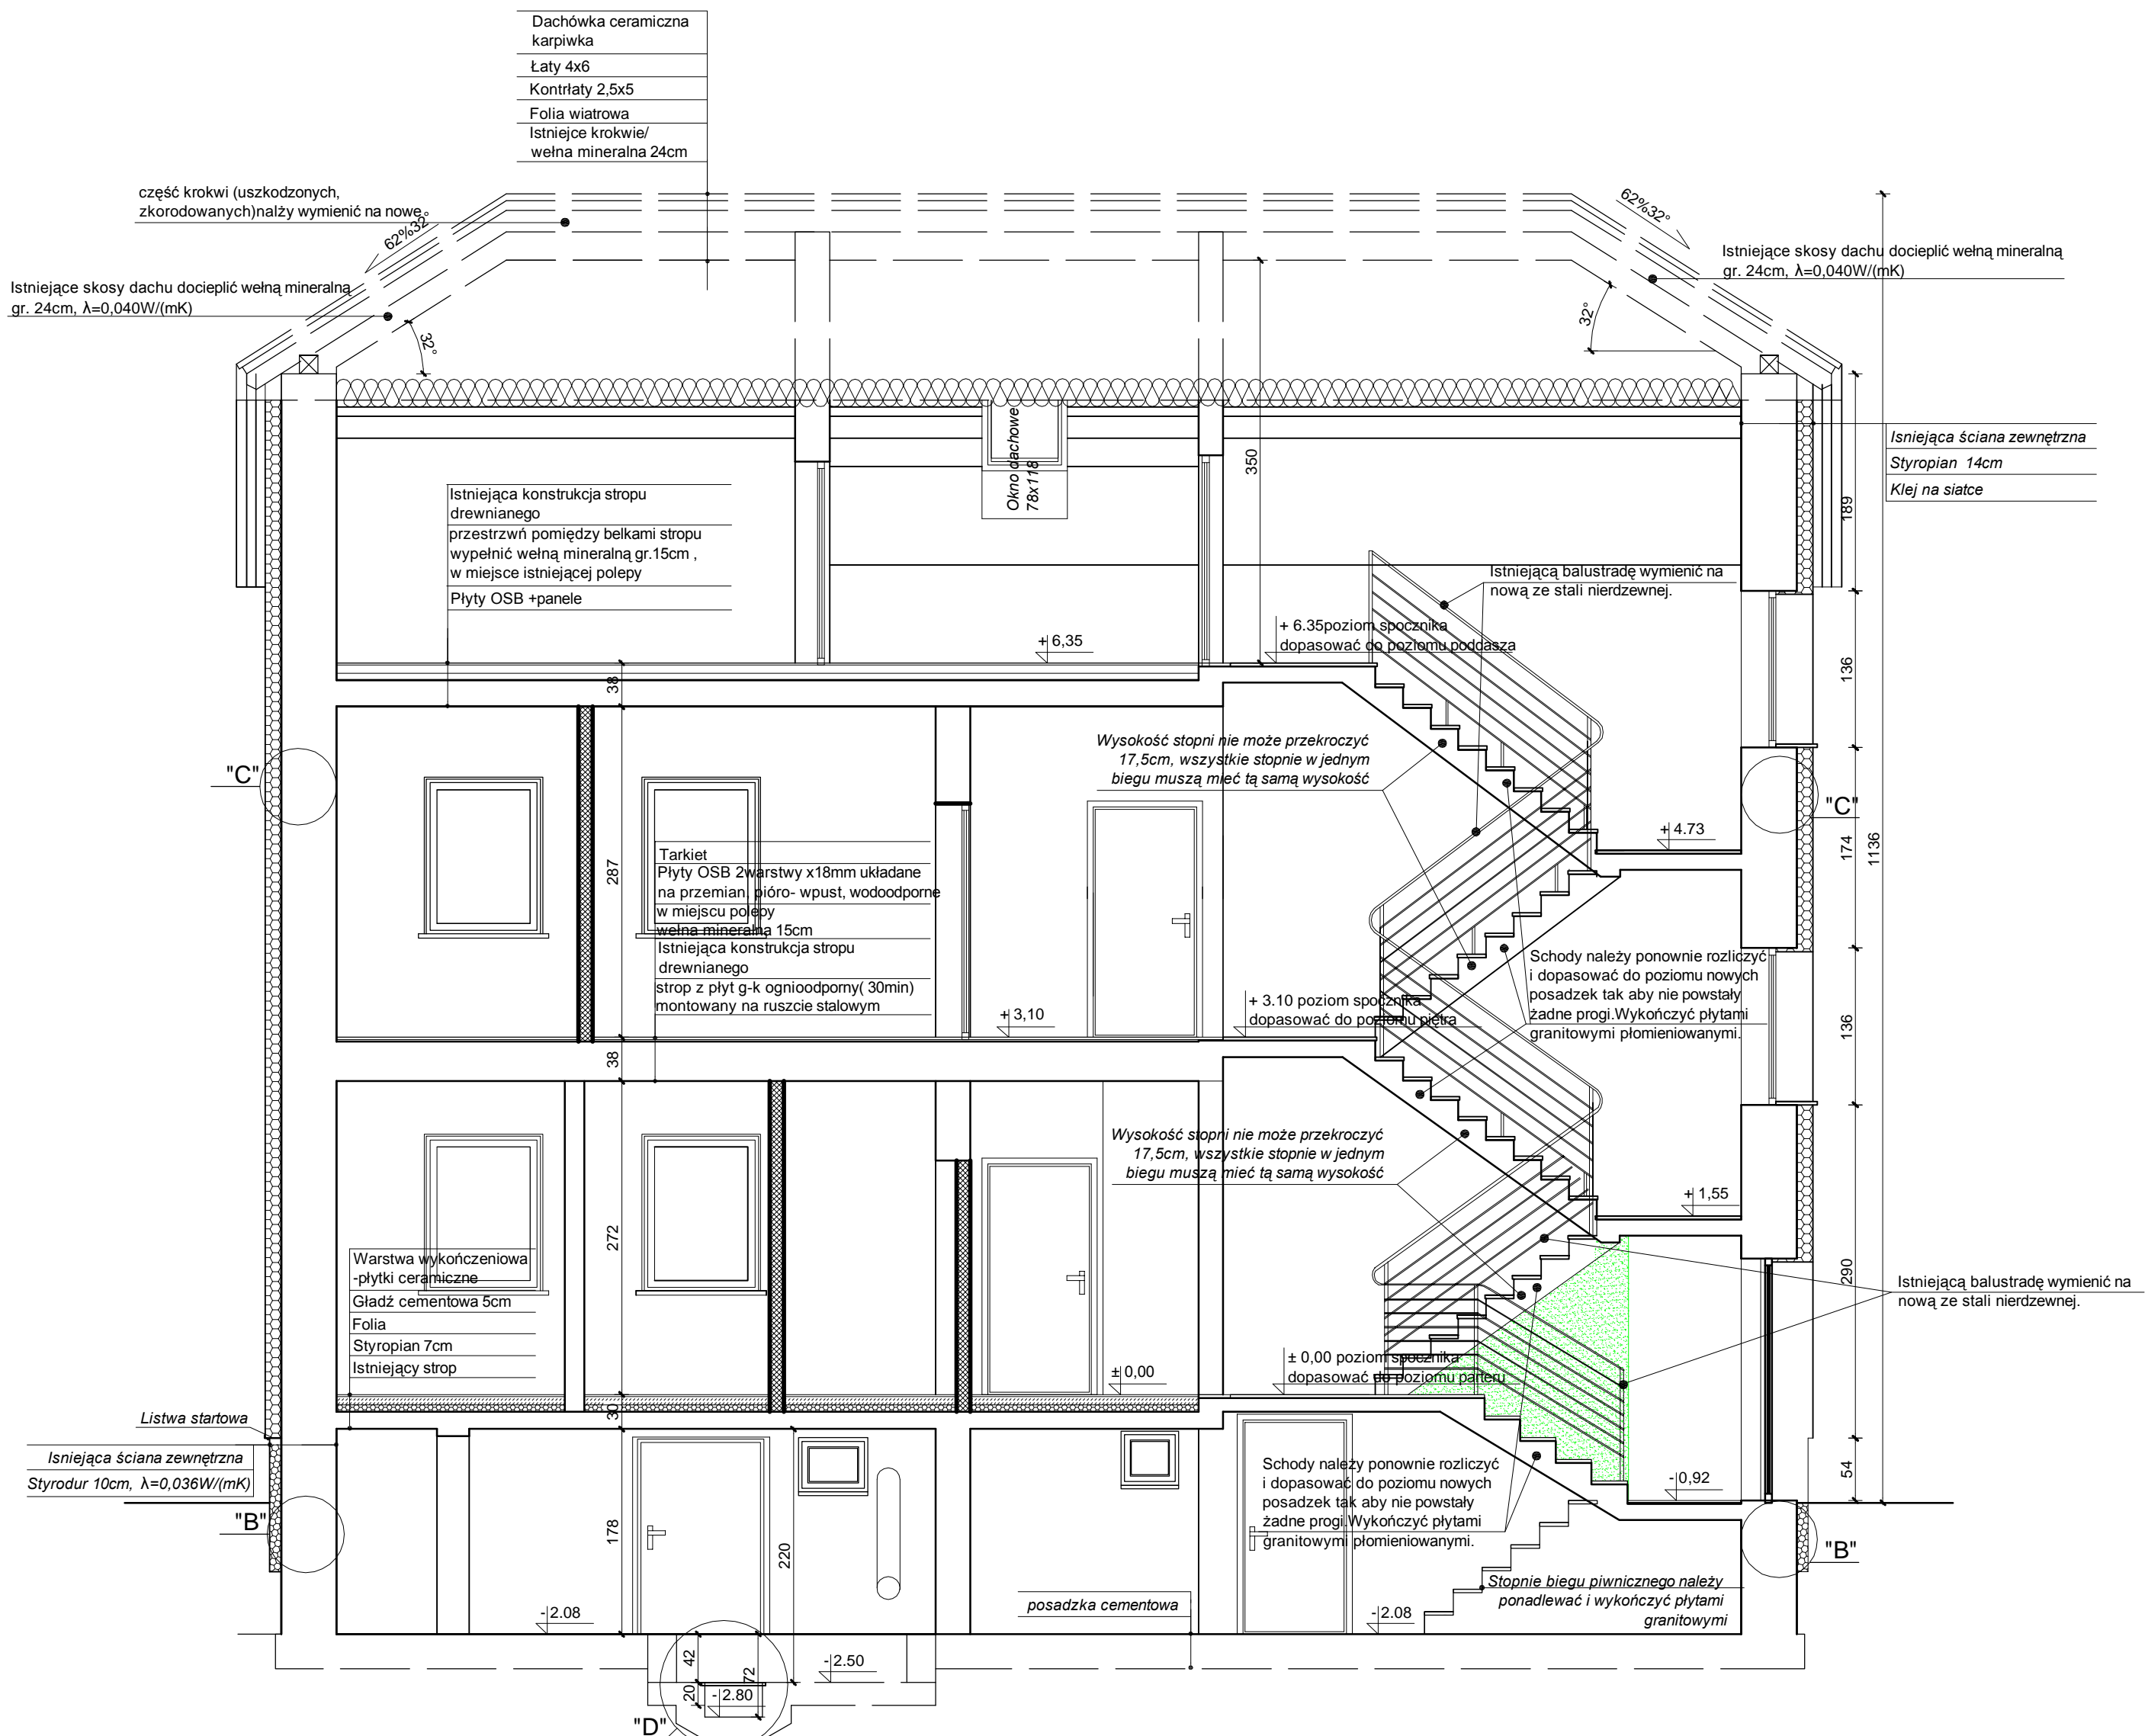 Dachówka ceramiczna
karpiwka
Łaty 4x6
Kontrłaty 2,5x5
Folia wiatrowa
Istniejce krokwie/
wełna mineralna 24cm
część krokwi (uszkodzonych,
zkorodowanych)nalży wymienić na nowe
62%32°
62%32°
Istniejące skosy dachu docieplić wełną mineralną
gr. 24cm, λ=0,040W/(mK)
Istniejące skosy dachu docieplić wełną mineralną
gr. 24cm, λ=0,040W/(mK)
32°
32°
Isniejąca ściana zewnętrzna
Styropian 14cm
Klej na siatce
Okno dachowe
78x118
350
189
Istniejąca konstrukcja stropu
drewnianego
przestrzwń pomiędzy belkami stropu
wypełnić wełną mineralną gr.15cm ,
w miejsce istniejącej polepy
Płyty OSB +panele
Istniejącą balustradę wymienić na
nową ze stali nierdzewnej.
+ 6,35
+ 6.35poziom spocznika
dopasować do poziomu poddasza
136
38
Wysokość stopni nie może przekroczyć
17,5cm, wszystkie stopnie w jednym
biegu muszą mieć tą samą wysokość
"C"
"C"
+ 4.73
174
1136
287
Tarkiet
Płyty OSB 2warstwy x18mm układane
na przemian, pióro- wpust, wodoodporne
w miejscu polepy
wełna mineralna 15cm
Istniejąca konstrukcja stropu
drewnianego
strop z płyt g-k ognioodporny( 30min)
montowany na ruszcie stalowym
Schody należy ponownie rozliczyć
i dopasować do poziomu nowych
posadzek tak aby nie powstały
żadne progi.Wykończyć płytami
granitowymi płomieniowanymi.
+ 3,10
+ 3.10 poziom spocznika
dopasować do poziomu piętra
136
38
Wysokość stopni nie może przekroczyć
17,5cm, wszystkie stopnie w jednym
biegu muszą mieć tą samą wysokość
+ 1,55
272
290
Warstwa wykończeniowa
-płytki ceramiczne
Gładź cementowa 5cm
Folia
Styropian 7cm
Istniejący strop
Istniejącą balustradę wymienić na
nową ze stali nierdzewnej.
± 0,00
± 0,00 poziom spocznika
dopasować do poziomu parteru
30
Listwa startowa
Isniejąca ściana zewnętrzna
Styrodur 10cm, λ=0,036W/(mK)
Schody należy ponownie rozliczyć
i dopasować do poziomu nowych
posadzek tak aby nie powstały
żadne progi.Wykończyć płytami
granitowymi płomieniowanymi.
- 0,92
54
"B"
"B"
178
220
Stopnie biegu piwnicznego należy
ponadlewać i wykończyć płytami
granitowymi
posadzka cementowa
- 2.08
- 2.08
42
72
- 2.50
20
- 2.80
"D"